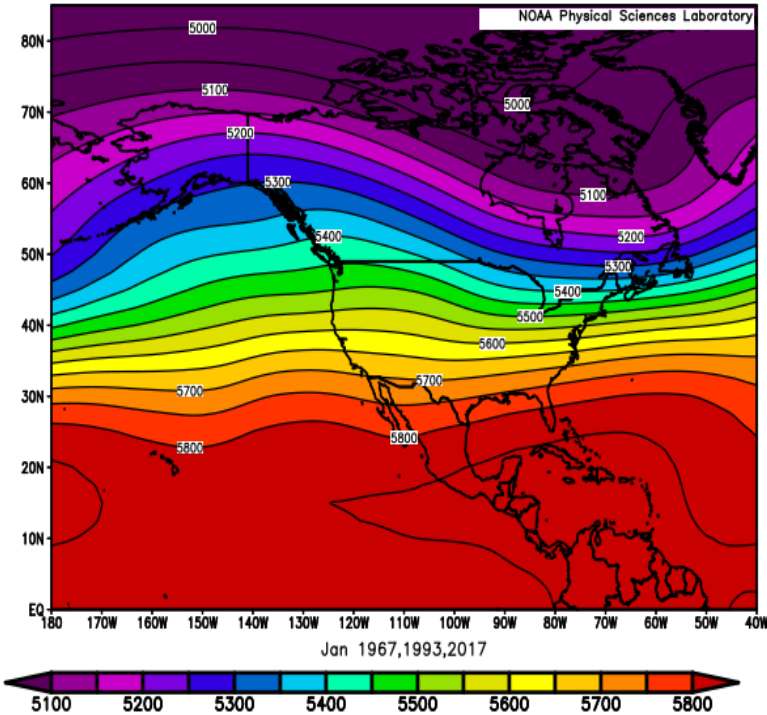 NOAA Physical Sciences Laboratory
80N
5000
5100
70N
5000
5200
60N
5300
5100
5200
50N
5400
5300
5400
40N
5500
5600
30N
5700
5700
5800
5800
20N
10N
EQ
180 170W 160W 150W 140W 130W 120W 110W 100W 90W 80W 70W 60W 50W 40W
Jan 1967,1993,2017
5100 5200 5300 5400 5500 5600 5700 5800